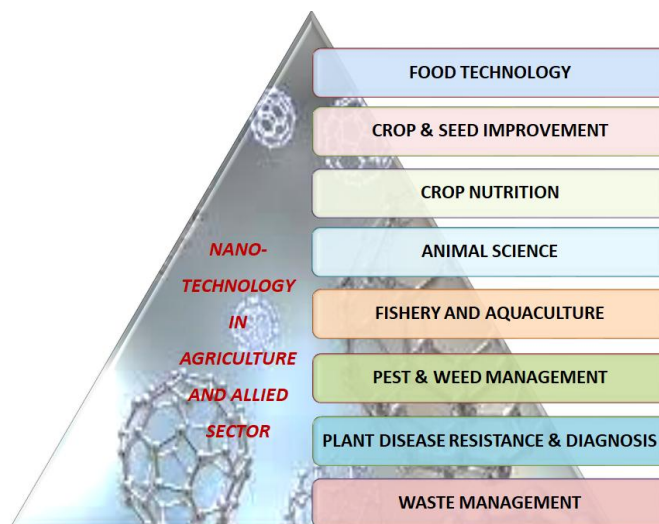 FOOD TECHNOLOGY
CROP & SEED IMPROVEMENT
CROP NUTRITION
ANIMAL SCIENCE
FISHERY AND AQUACULTURE
PEST & WEED MANAGEMENT
PLANT DISEASE RESISTANCE & DIAGNOSIS
WASTE MANAGEMENT
NANO-
TECHNOLOGY
IN
AGRICULTURE
AND ALLIED
SECTOR